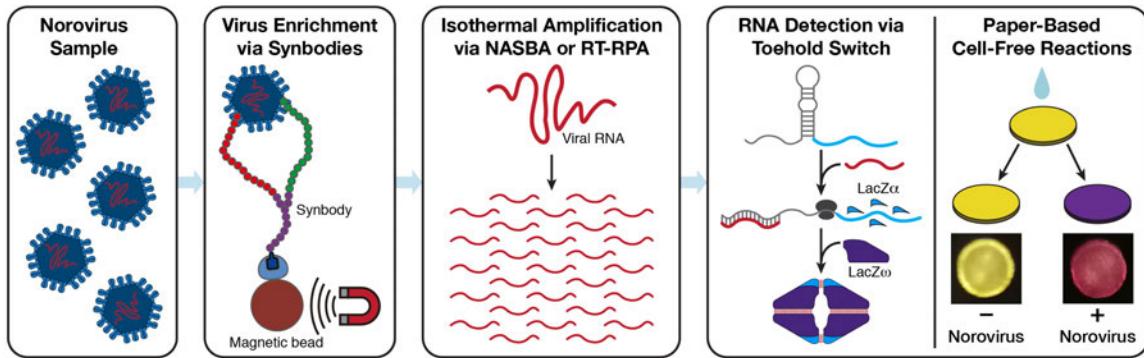 Norovirus
Sample
Virus Enrichment
via Synbodies
Synbody
Magnetic bead
Isothermal Amplification
via NASBA or RT-RPA
Viral RNA
RNA Detection via
Toehold Switch
LacZα
LacZω
Paper-Based
Cell-Free Reactions
−
Norovirus
+
Norovirus